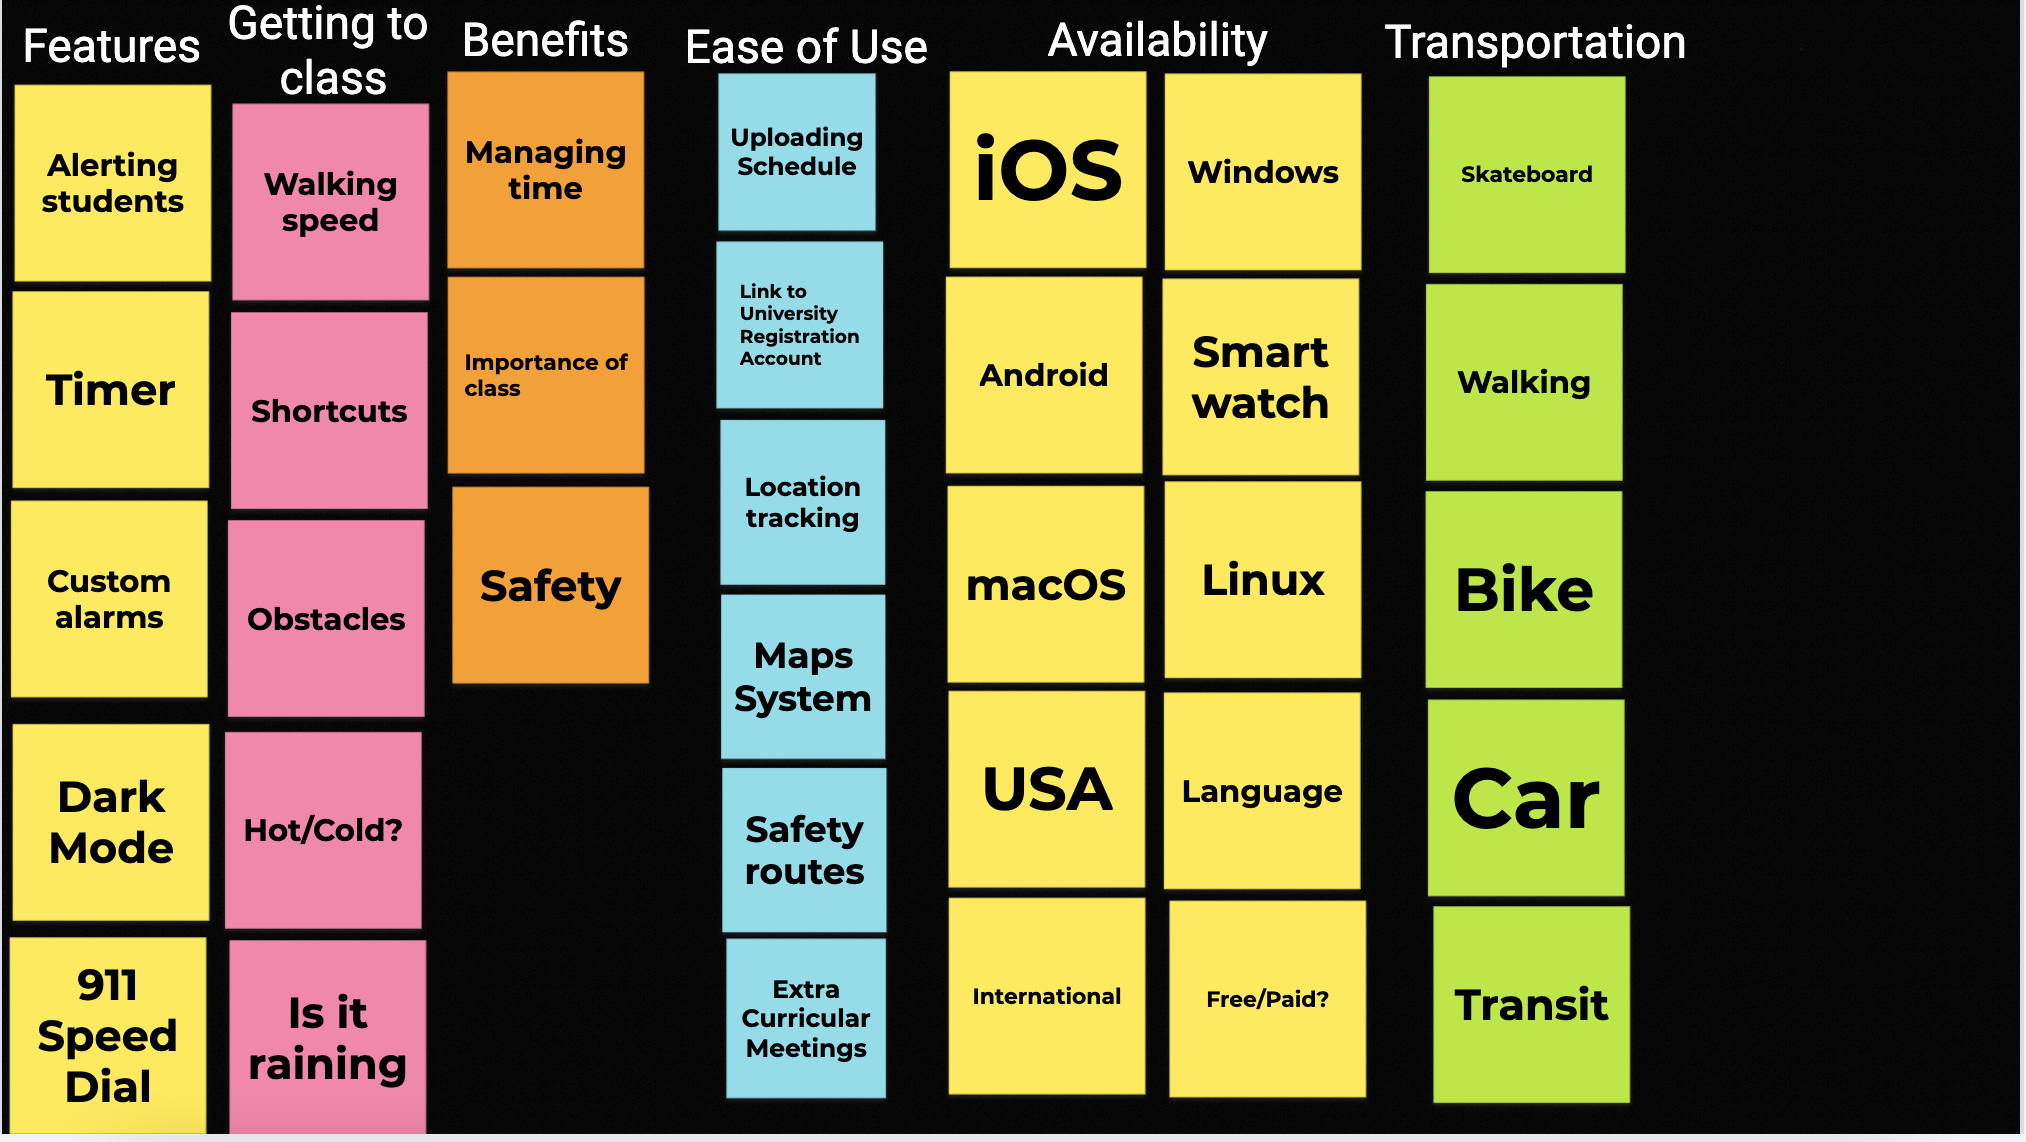 Features
Alerting
students
Timer
Custom
alarms
Dark
Mode
911
Speed
Dial
Getting to
class
Walking
speed
Shortcuts
Obstacles
Hot/Cold?
Is it
raining
Benefits
Managing
time
Importance of
class
Safety
Ease of Use
Uploading
Schedule
Link to
University
Registration
Account
Location
tracking
Maps
System
Safety
routes
Extra
Curricular
Meetings
Availability
iOS
Windows
Android
Smart
watch
macOS
Linux
USA
Language
International
Free/Paid?
Transportation
Skateboard
Walking
Bike
Car
Transit